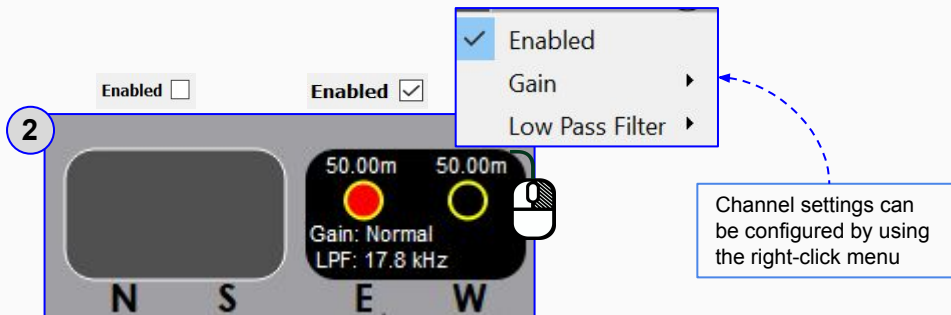 Enabled
Gain
Low Pass Filter
Enabled
Enabled
2
50.00m 50.00m
Gain: Normal
LPF: 17.8 kHz
N S E W
Channel settings can
be configured by using
the right-click menu